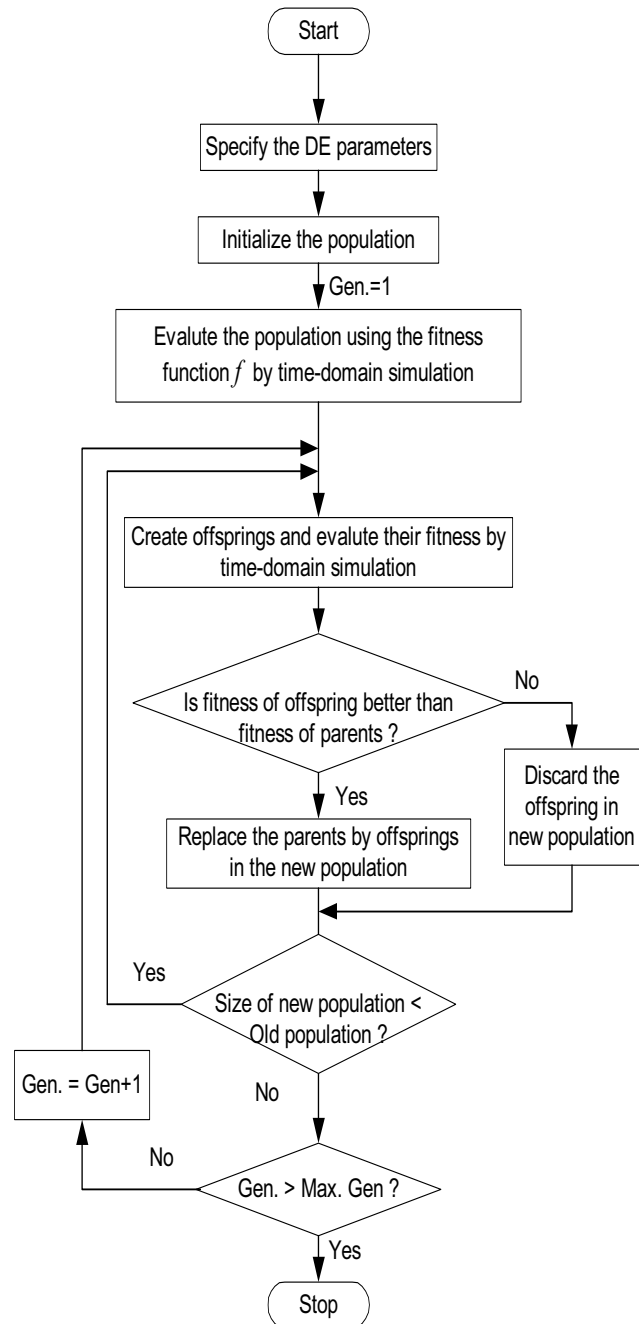 Start
Specify the DE parameters
Initialize the population
Gen.=1
Evalute the population using the fitness
function f by time-domain simulation
Create offsprings and evalute their fitness by
time-domain simulation
Is fitness of offspring better than
fitness of parents ?
No
Yes
Discard the
offspring in
new population
Replace the parents by offsprings
in the new population
Yes
Size of new population <
Old population ?
No
Gen. = Gen+1
No
Gen. > Max. Gen ?
Yes
Stop